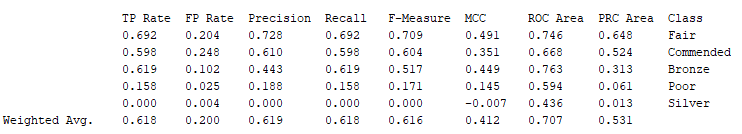 TP Rate FP Rate Precision Recall F-Measure MCC ROC Area PRC Area Class
0.692 0.204 0.728 0.692 0.709 0.491 0.746 0.648 Fair
0.598 0.248 0.610 0.598 0.604 0.351 0.668 0.524 Commended
0.619 0.102 0.443 0.619 0.517 0.449 0.763 0.313 Bronze
0.158 0.025 0.188 0.158 0.171 0.145 0.594 0.061 Poor
0.000 0.004 0.000 0.000 0.000 -0.007 0.436 0.013 Silver
Weighted Avg. 0.618 0.200 0.619 0.618 0.616 0.412 0.707 0.531